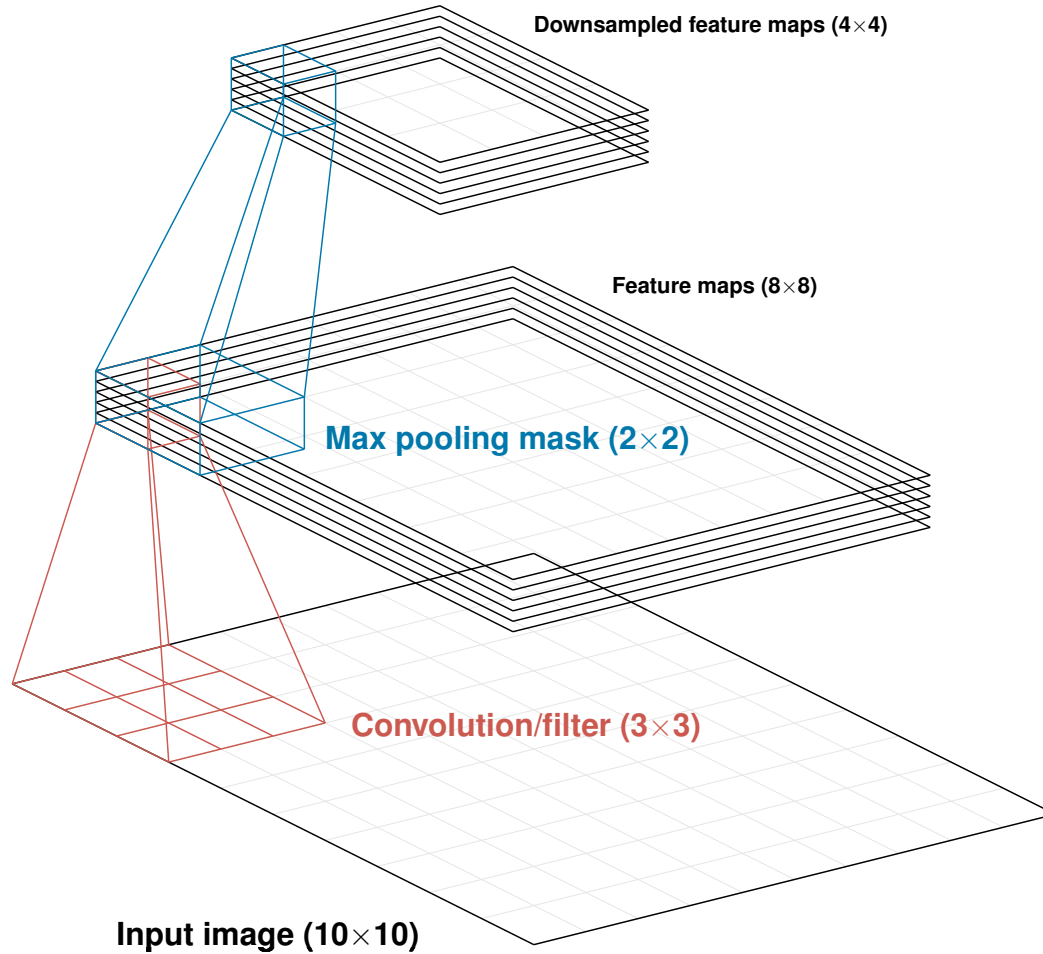 Downsampled feature maps (4×4)
Feature maps (8×8)
Max pooling mask (2×2)
Convolution/filter (3×3)
Input image (10×10)